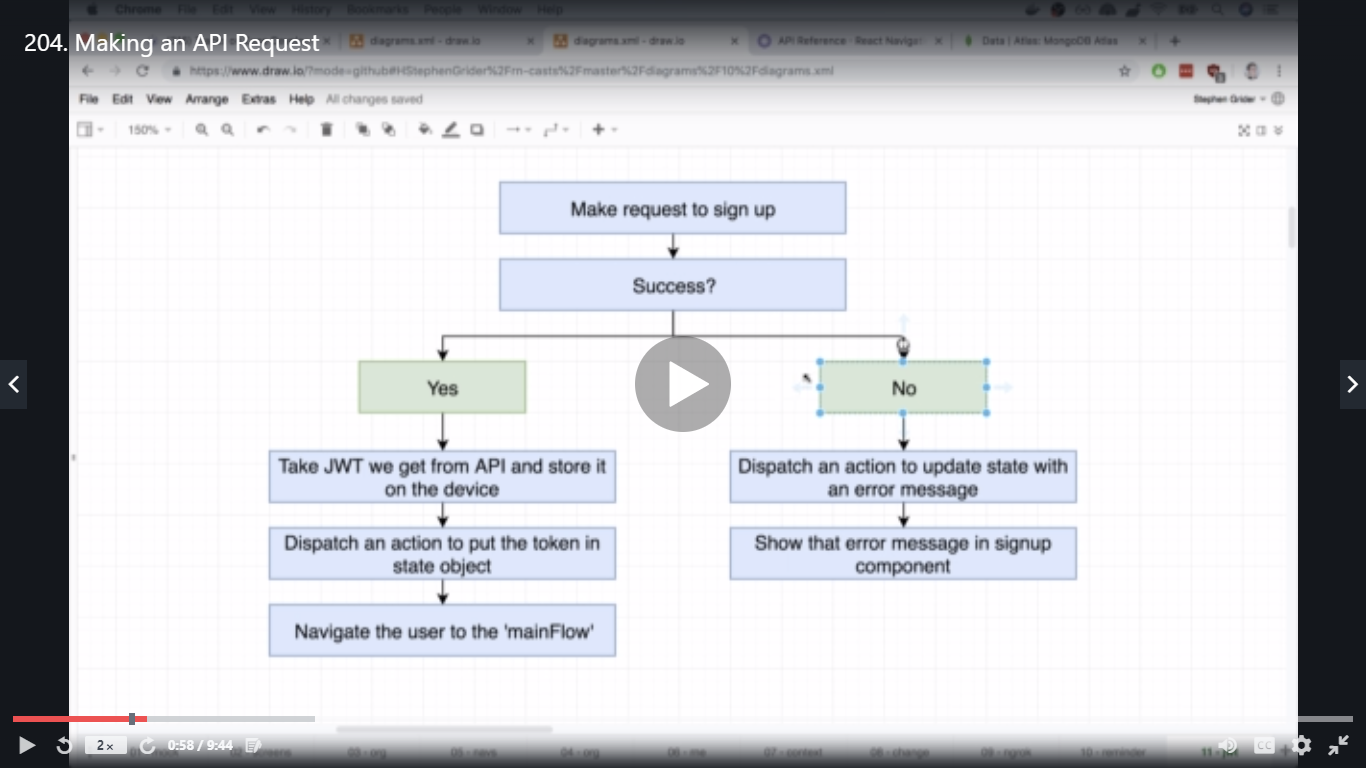 Chrome File Edit View History Bookmarks People Window Help
204. Making an API Request
diagrams.xml - draw.io
diagrams.xml - draw.io
API Reference · React Navigat
Data | Atlas: MongoDB Atlas
https://www.draw.io/?mode=github#HStephenGrider%2Frn-casts%2Fmaster%2Fdiagrams%2F10%2Fdiagrams.xml
File Edit View Arrange Extras Help All changes saved
Stephen Grider
150%
Make request to sign up
Success?
Yes
No
Take JWT we get from API and store it
on the device
Dispatch an action to update state with
an error message
Dispatch an action to put the token in
state object
Show that error message in signup
component
Navigate the user to the 'mainFlow'
2x
0:58 / 9:44
03 - org
05 - navs
04 - org
06 - me
07 - context
08 - change
09 - ngrok
10 - reminder
CC